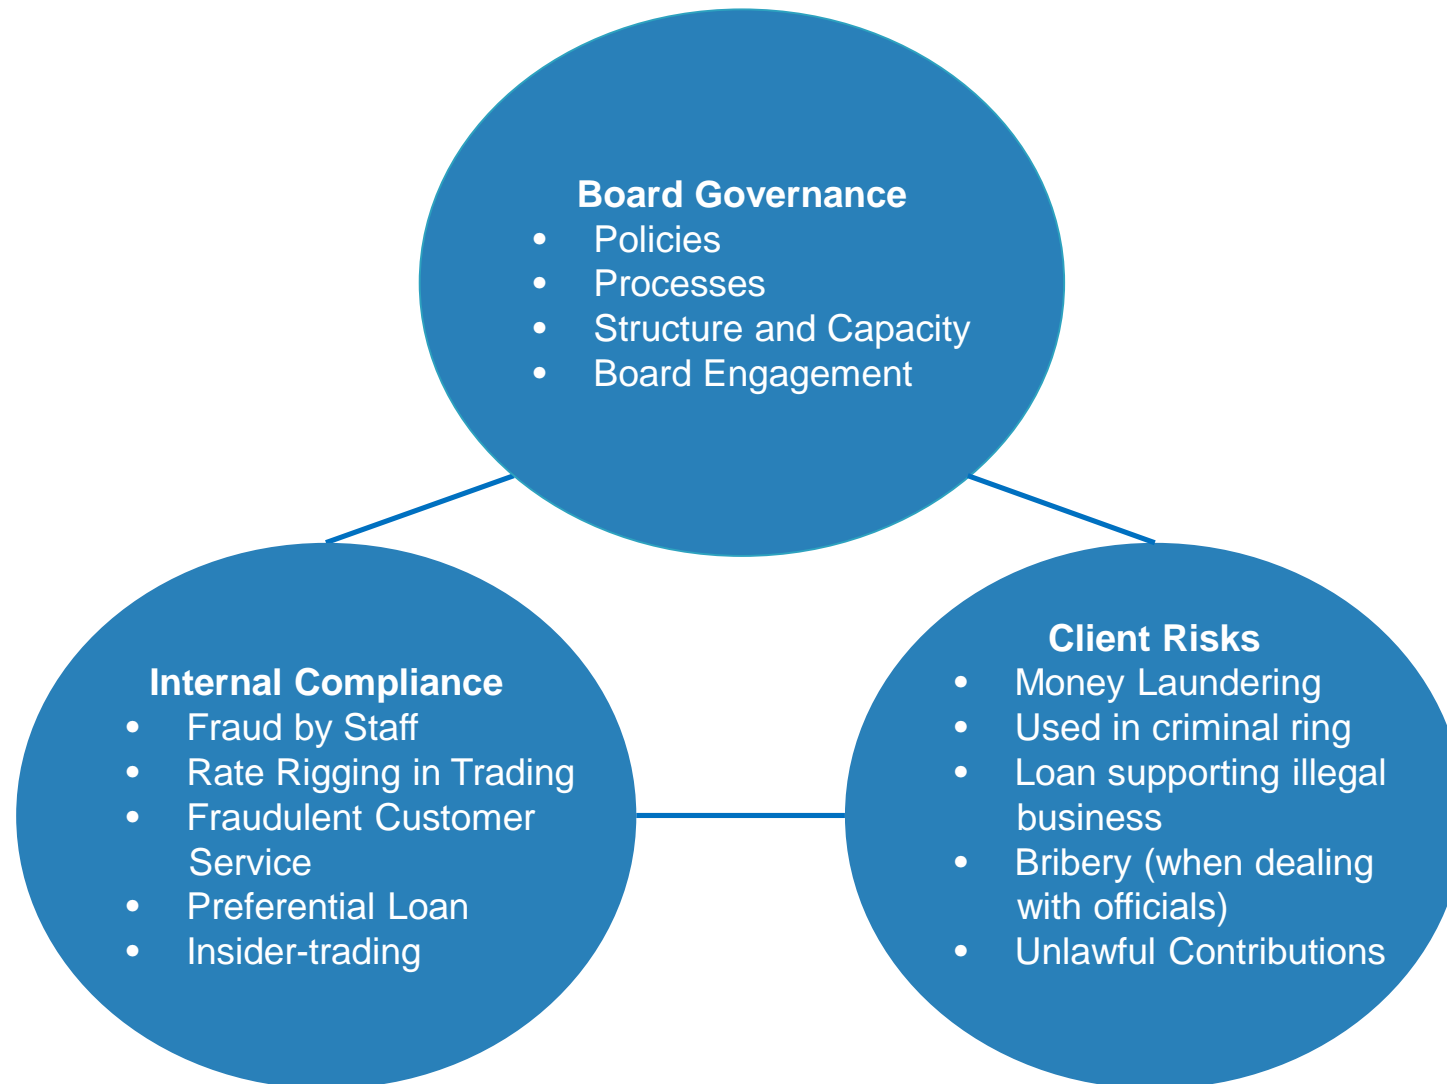 Board Governance
• Policies
• Processes
• Structure and Capacity
• Board Engagement
Internal Compliance
• Fraud by Staff
• Rate Rigging in Trading
• Fraudulent Customer
Service
• Preferential Loan
• Insider-trading
Client Risks
• Money Laundering
• Used in criminal ring
• Loan supporting illegal
business
• Bribery (when dealing
with officials)
• Unlawful Contributions